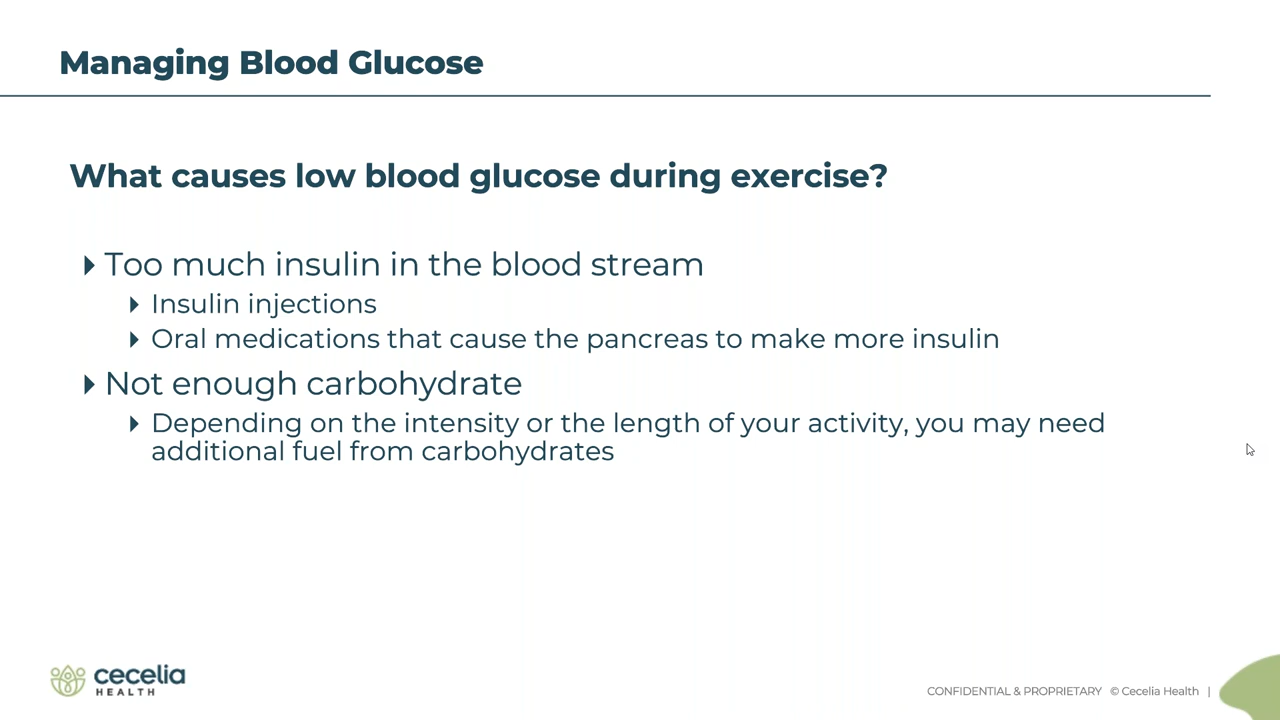 Managing Blood Glucose
What causes low blood glucose during exercise?
Too much insulin in the blood stream
Insulin injections
Oral medications that cause the pancreas to make more insulin
Not enough carbohydrate
Depending on the intensity or the length of your activity, you may need
additional fuel from carbohydrates
cecelia
HEALTH
CONFIDENTIAL & PROPRIETARY © Cecelia Health |